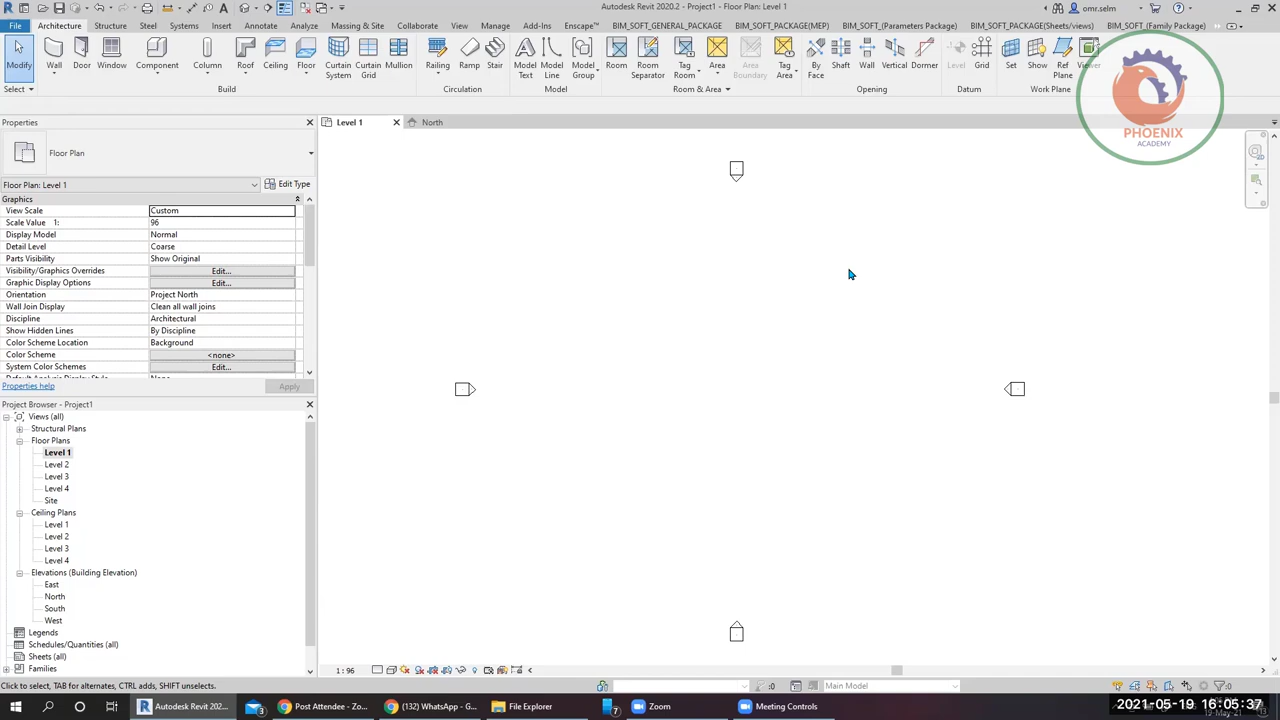 Autodesk Revit 2020.2 - Project1 - Floor Plan: Level 1
omr.selm
File Architecture Structure Steel Systems Insert Annotate Analyze Massing & Site Collaborate View Manage Add-Ins Enscape™ BIM_SOFT_GENERAL_PACKAGE BIM_SOFT_PACKAGE(MEP) BIM_SOFT_(Parameters Package) BIM_SOFT_PACKAGE(Sheets/views) BIM_SOFT_(Family Package)
Modify Wall Door Window Component Column Roof Ceiling Floor Curtain System Curtain Grid Mullion Railing Ramp Stair Model Text Model Line Model Group Room Room Separator Tag Room Area Area Boundary Tag Area By Face Shaft Wall Vertical Dormer Level Grid Set Show Ref Plane Viewer
Select Build Circulation Model Room & Area Opening Datum Work Plane
PHOENIX
ACADEMY
Properties
Level 1 North
Floor Plan
Floor Plan: Level 1 Edit Type
Graphics
View Scale Custom
Scale Value 1: 96
Display Model Normal
Detail Level Coarse
Parts Visibility Show Original
Visibility/Graphics Overrides Edit...
Graphic Display Options Edit...
Orientation Project North
Wall Join Display Clean all wall joins
Discipline Architectural
Show Hidden Lines By Discipline
Color Scheme Location Background
Color Scheme <none>
System Color Schemes Edit...
Default Analysis Display Style None
Properties help Apply
Project Browser - Project1
Views (all)
Structural Plans
Floor Plans
Level 1
Level 2
Level 3
Level 4
Site
Ceiling Plans
Level 1
Level 2
Level 3
Level 4
Elevations (Building Elevation)
East
North
South
West
Legends
Schedules/Quantities (all)
Sheets (all)
Families
1 : 96
Click to select, TAB for alternates, CTRL adds, SHIFT unselects.
:0 Main Model :0
Autodesk Revit 202... 3 Post Attendee - Zo... (132) WhatsApp - G... File Explorer 7 Zoom Meeting Controls
2021-05-19 16:05:37